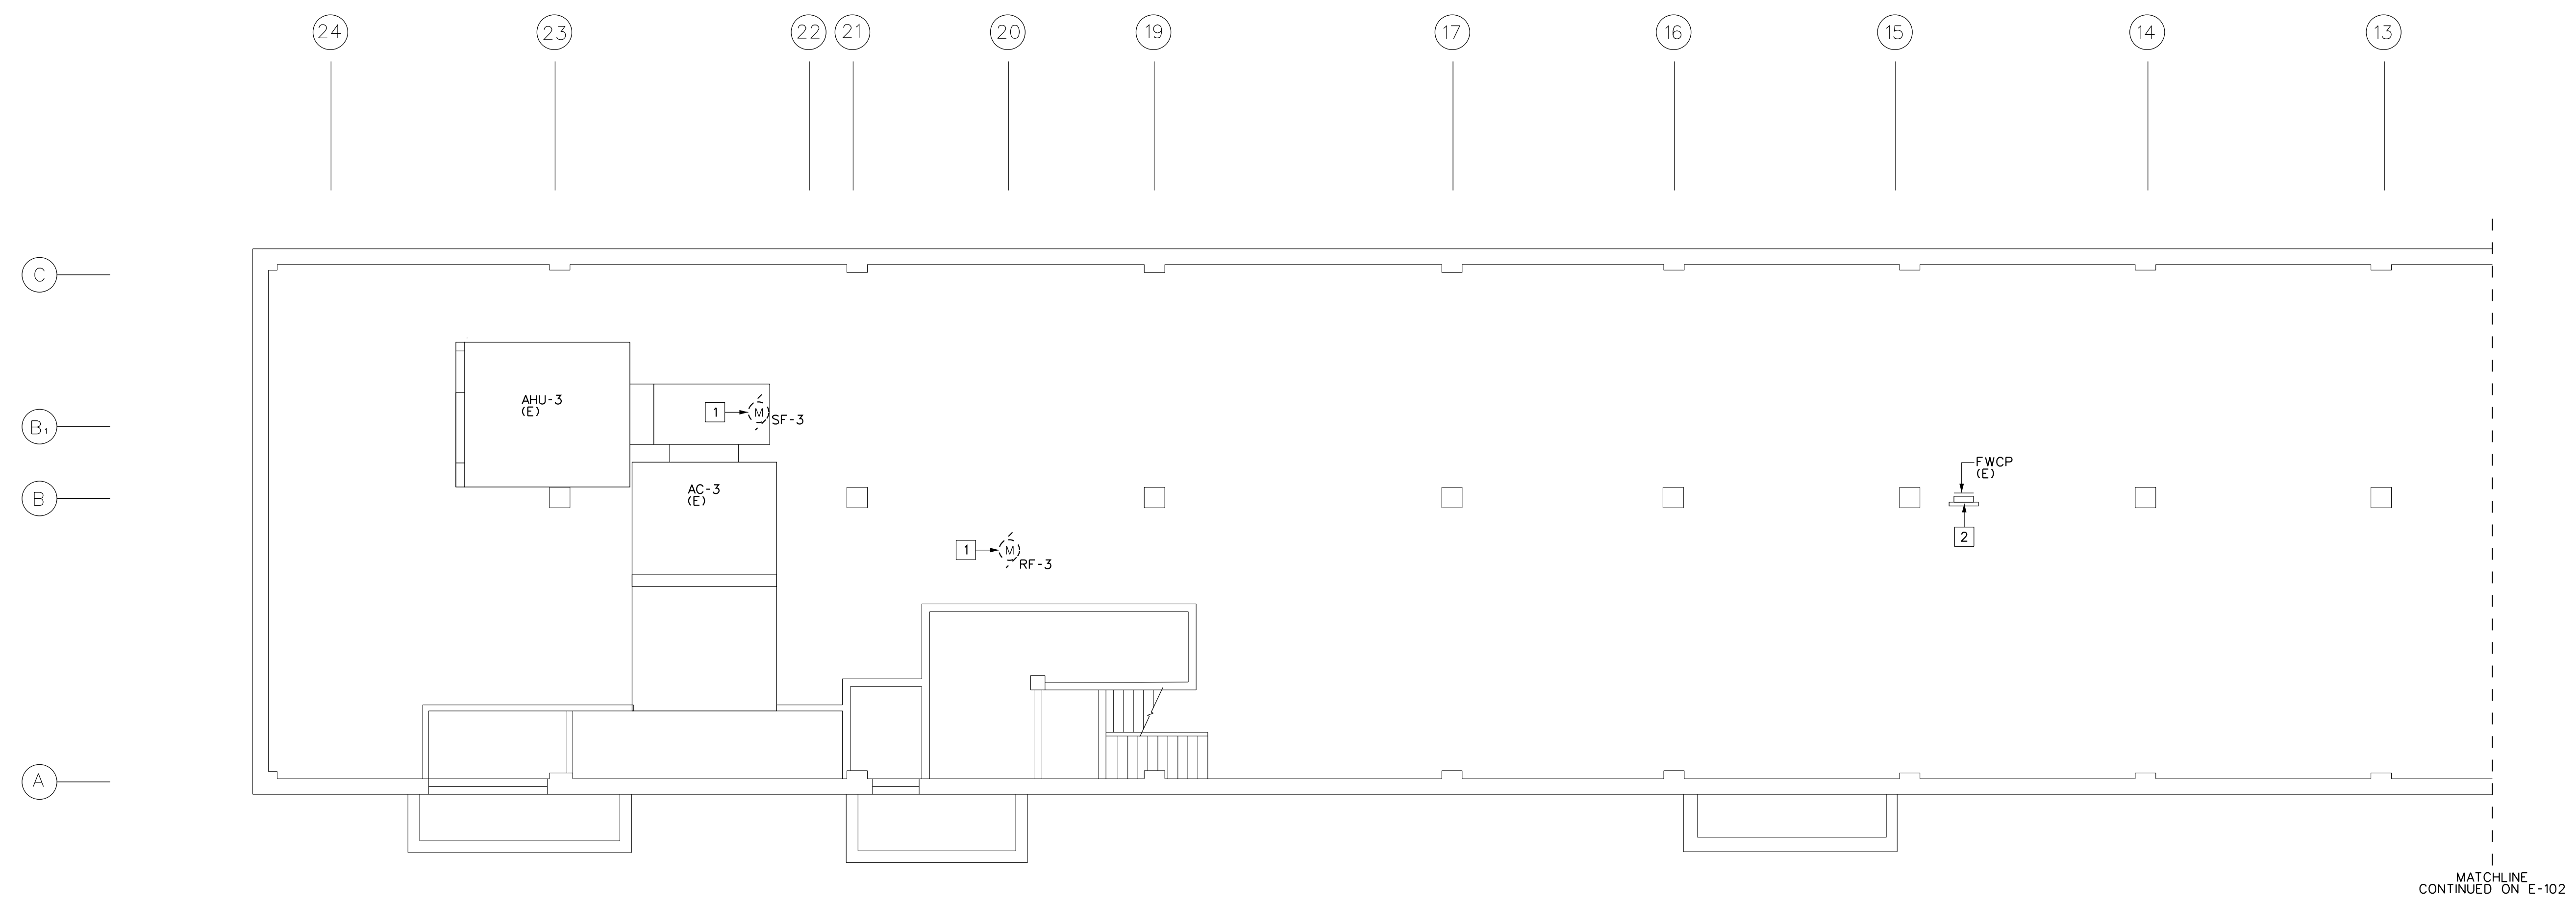 24
23
22
21
20
19
17
16
15
14
13
C
B₁
B
A
AHU-3
(E)
1
M
SF-3
AC-3
(E)
1
M
RF-3
FWCP
(E)
2
MATCHLINE
CONTINUED ON E-102